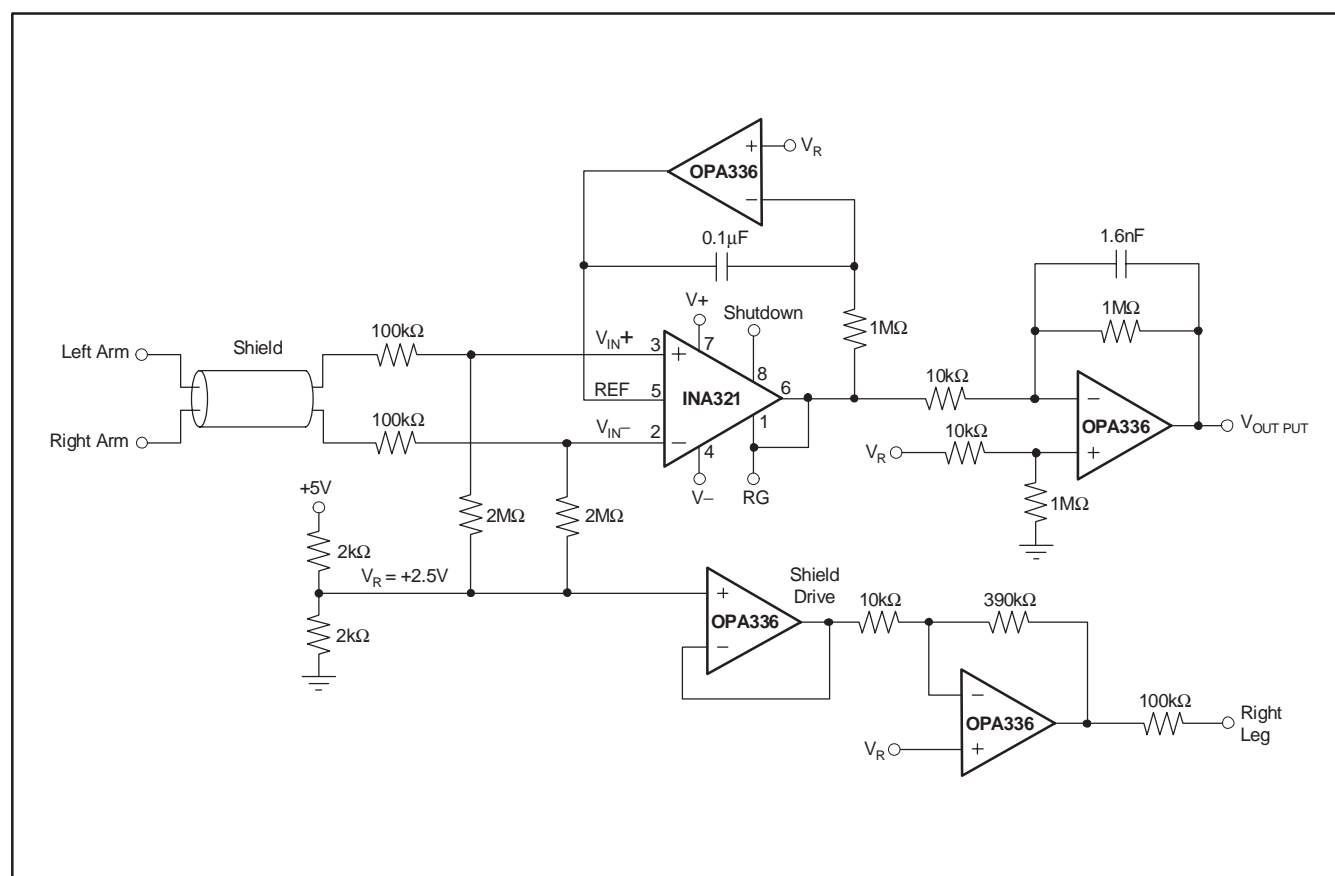 +
V_R
OPA336
−
0.1µF
1.6nF
V+
Shutdown
1MΩ
1MΩ
100kΩ
Left Arm
Shield
V_IN+
3
+
7
8
6
10kΩ
REF
5
INA321
−
OPA336
V_OUT PUT
100kΩ
Right Arm
V_IN−
2
−
4
1
10kΩ
V_R
+
V−
RG
1MΩ
+5V
2MΩ
2MΩ
2kΩ
V_R = +2.5V
Shield
Drive
2kΩ
+
OPA336
−
10kΩ
390kΩ
−
OPA336
V_R
+
100kΩ
Right
Leg